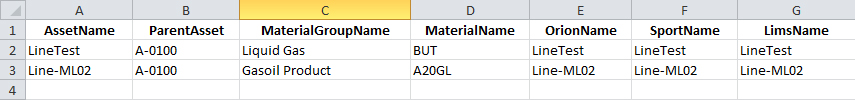 A B C D E F G
1 AssetName ParentAsset MaterialGroupName MaterialName OrionName SportName LimsName
2 LineTest A-0100 Liquid Gas BUT LineTest LineTest LineTest
3 Line-ML02 A-0100 Gasoil Product A20GL Line-ML02 Line-ML02 Line-ML02
4